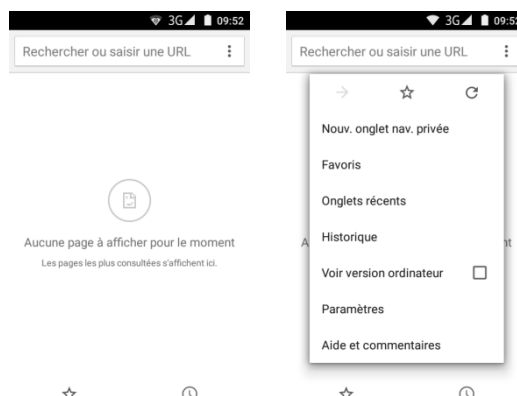 3G 09:52
Rechercher ou saisir une URL
Aucune page à afficher pour le moment
Les pages les plus consultées s'affichent ici.
3G 09:52
Rechercher ou saisir une URL
Nouv. onglet nav. privée
Favoris
Onglets récents
Historique
Voir version ordinateur
Paramètres
Aide et commentaires